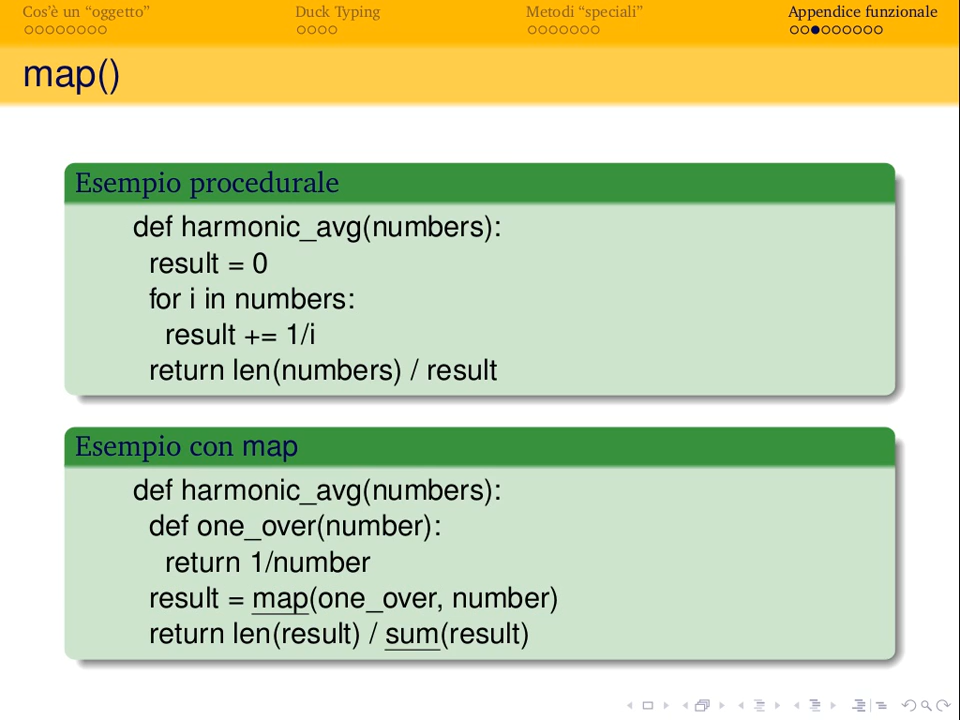 Cos'è un “oggetto”
Duck Typing
Metodi “speciali”
Appendice funzionale
map()
Esempio procedurale
def harmonic_avg(numbers):
result = 0
for i in numbers:
result += 1/i
return len(numbers) / result
Esempio con map
def harmonic_avg(numbers):
def one_over(number):
return 1/number
result = map(one_over, number)
return len(result) / sum(result)